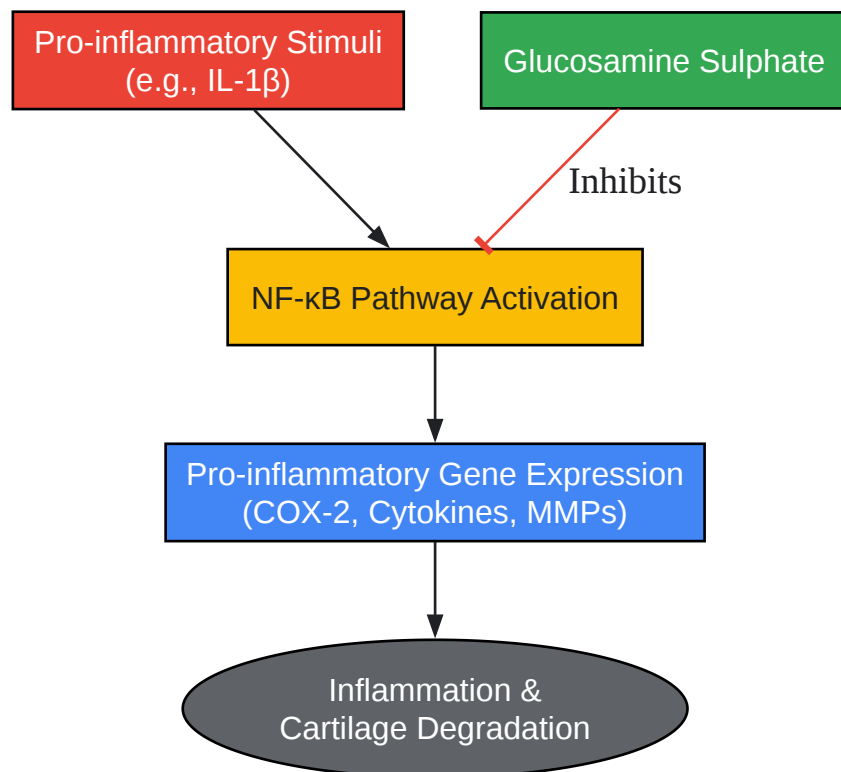 Pro-inflammatory Stimuli
(e.g., IL-1β)
Glucosamine Sulphate
Inhibits
NF-κB Pathway Activation
Pro-inflammatory Gene Expression
(COX-2, Cytokines, MMPs)
Inflammation &
Cartilage Degradation